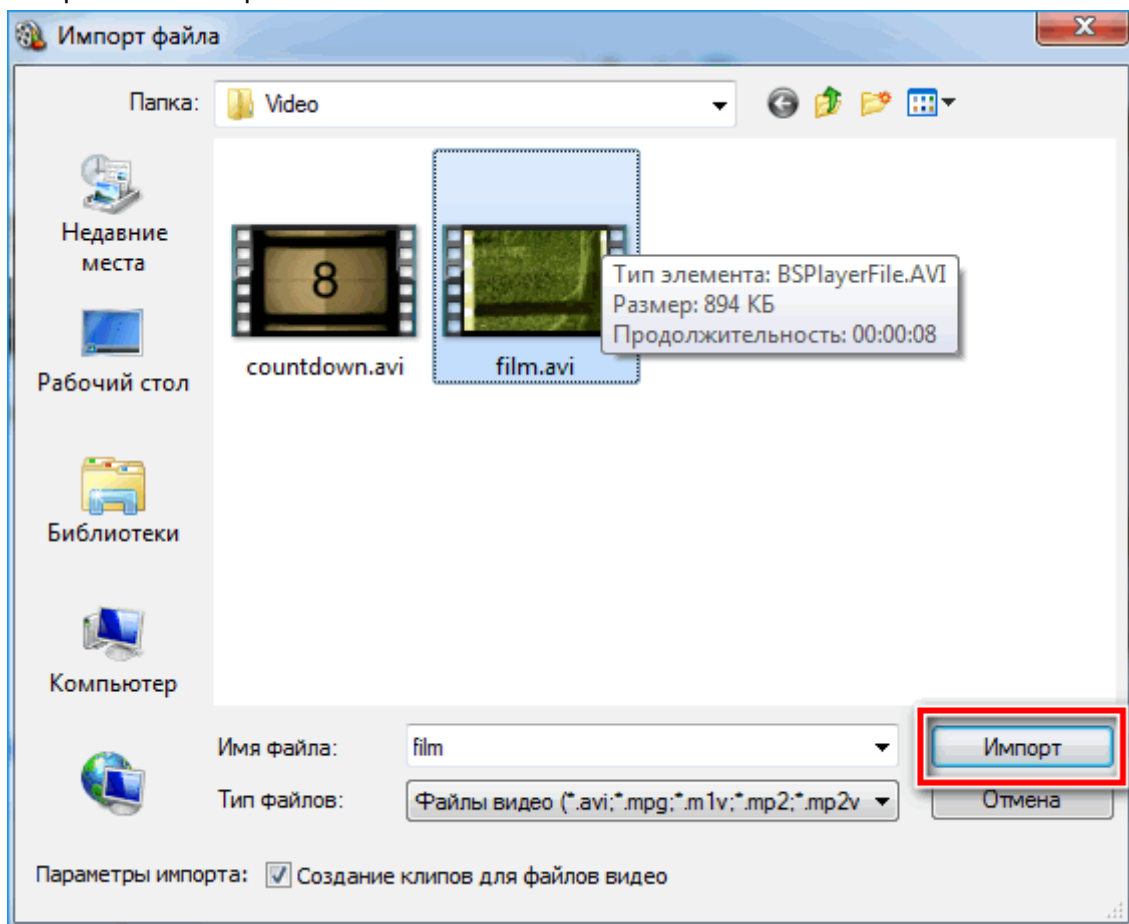 Импорт файла
X
Папка:
Video
Недавние
места
Рабочий стол
Библиотеки
Компьютер
8
countdown.avi
film.avi
Тип элемента: BSPlayerFile.AVI
Размер: 894 КБ
Продолжительность: 00:00:08
Имя файла:
film
Импорт
Тип файлов:
Файлы видео (*.avi;*.mpg;*.m1v;*.mp2;*.mp2v
Отмена
Параметры импорта:
Создание клипов для файлов видео